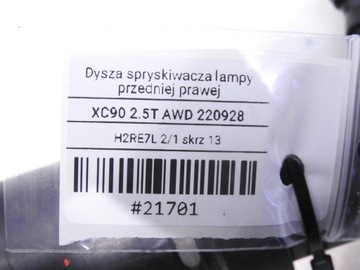 Dysza spryskiwacza lampy
przedniej prawej
XC90 2.5T AWD 220928
H2RE7L 2/1 skrz 13
#21701